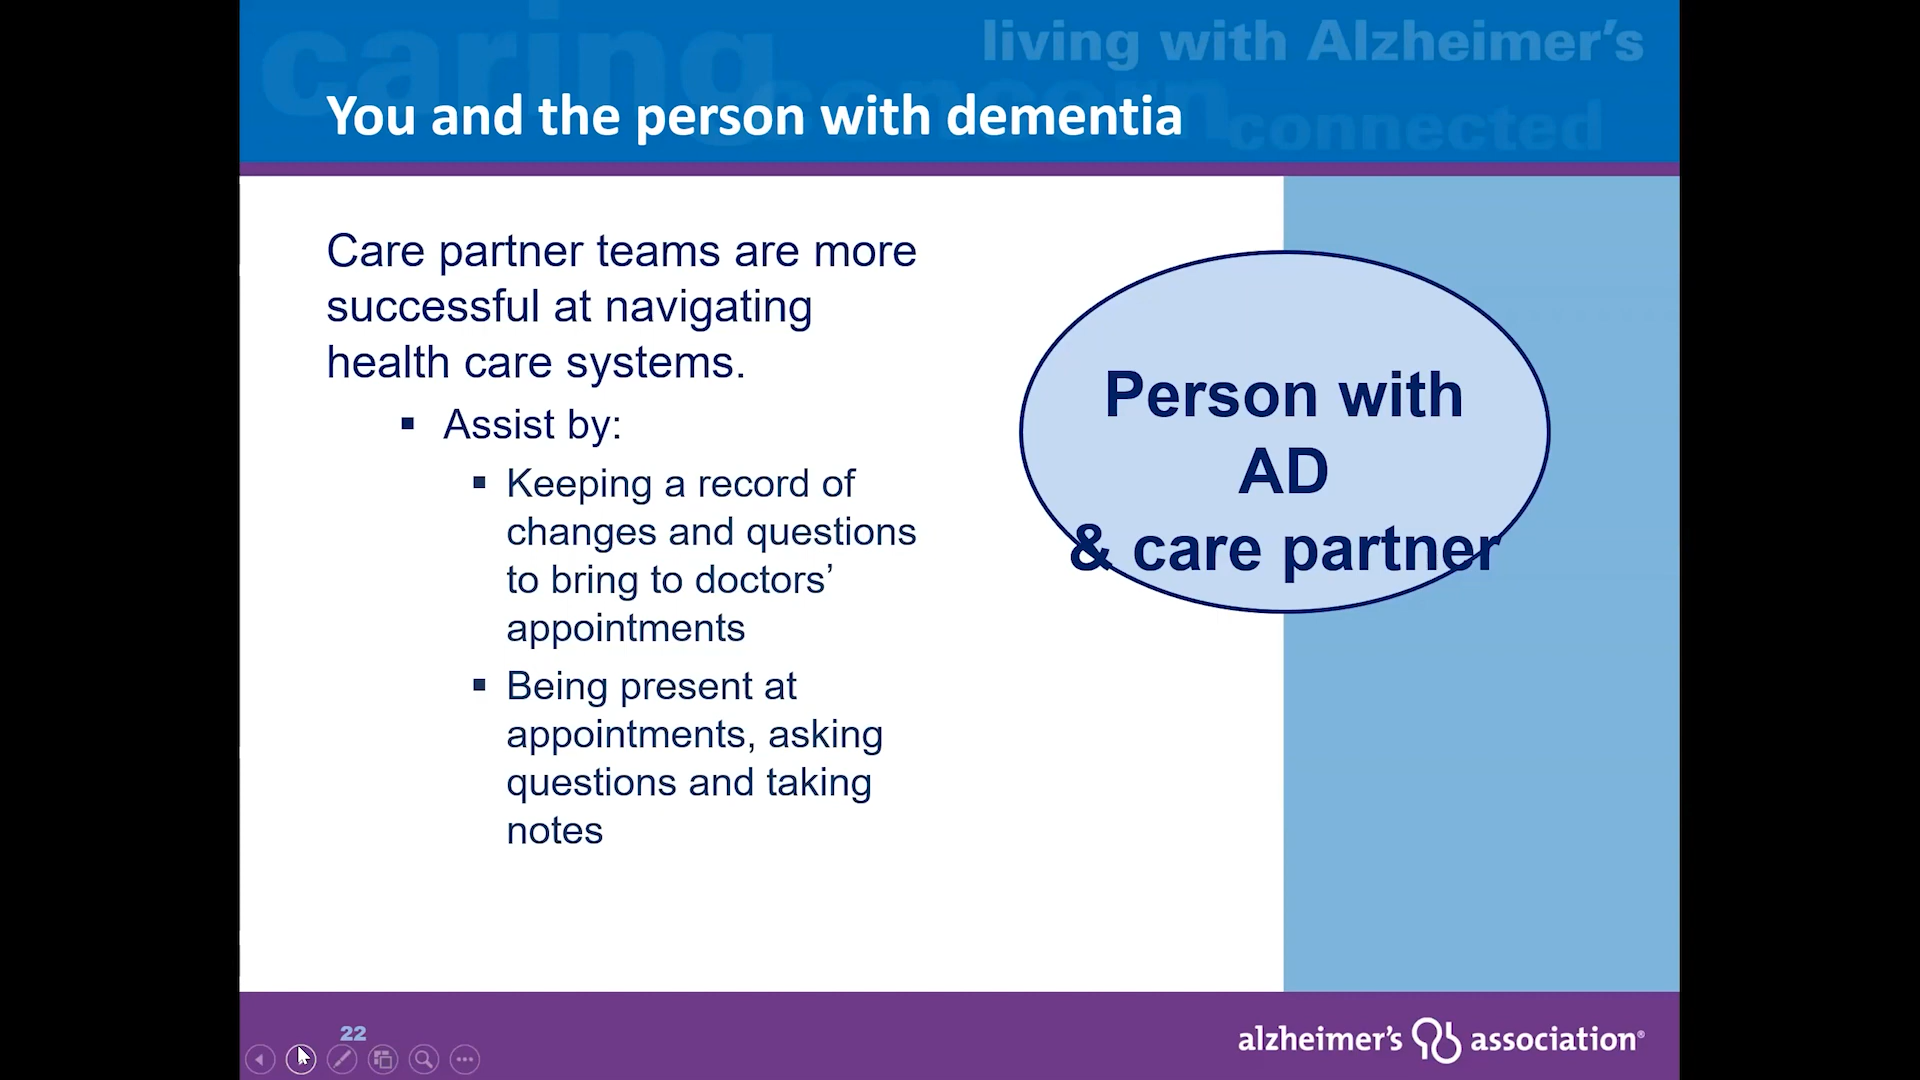 caring
living with Alzheimer’s
concern
connected
You and the person with dementia
Care partner teams are more
successful at navigating
health care systems.
▪ Assist by:
▪ Keeping a record of
changes and questions
to bring to doctors’
appointments
▪ Being present at
appointments, asking
questions and taking
notes
Person with
AD
& care partner
22
alzheimer’s association®